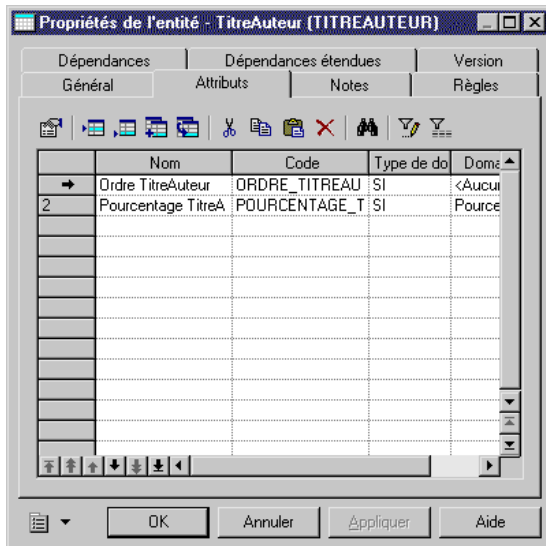 Propriétés de l'entité - TitreAuteur (TITREAUTEUR)
Dépendances Dépendances étendues Version
Général Attributs Notes Règles
Nom Code Type de do Doma
Ordre TitreAuteur ORDRE_TITREAU SI <Aucun
2 Pourcentage TitreA POURCENTAGE_T SI Pource
OK Annuler Appliquer Aide